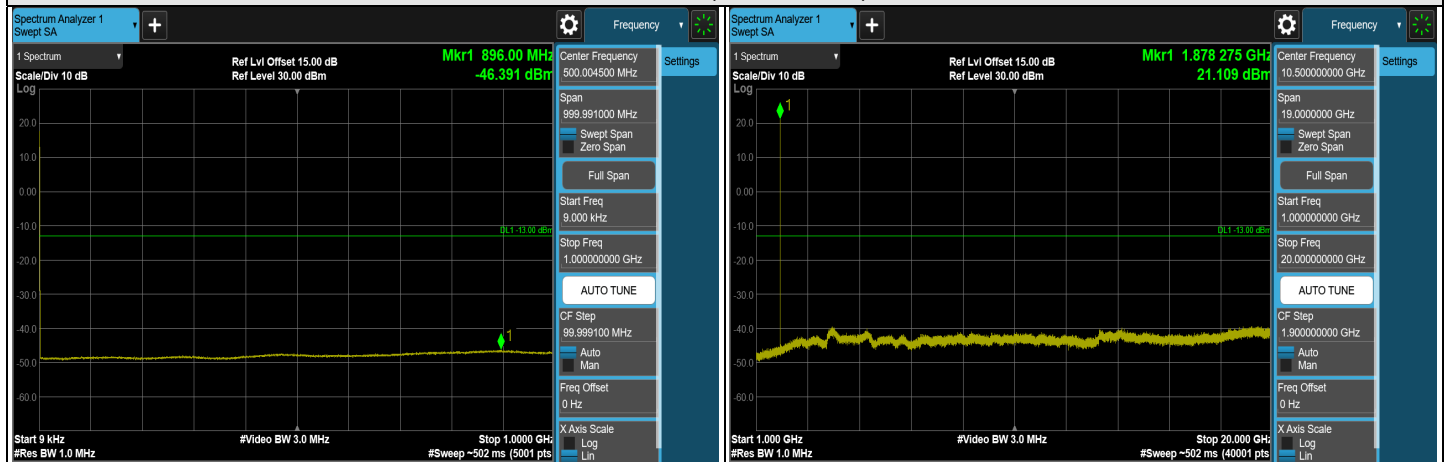 Spectrum Analyzer 1
Swept SA
+
Frequency
1 Spectrum
Scale/Div 10 dB
Log
Ref Lvl Offset 15.00 dB
Ref Level 30.00 dBm
Mkr1 896.00 MHz
-46.391 dBm
1
20.0
10.0
0.00
-10.0
-20.0
-30.0
-40.0
-50.0
-60.0
DL1 -13.00 dBm
Start 9 kHz
#Res BW 1.0 MHz
#Video BW 3.0 MHz
Stop 1.0000 GHz
#Sweep ~502 ms (5001 pts)
Center Frequency
500.004500 MHz
Settings
Span
999.991000 MHz
Swept Span
Zero Span
Full Span
Start Freq
9.000 kHz
Stop Freq
1.000000000 GHz
AUTO TUNE
CF Step
99.999100 MHz
Auto
Man
Freq Offset
0 Hz
X Axis Scale
Log
Lin
Spectrum Analyzer 1
Swept SA
+
Frequency
1 Spectrum
Scale/Div 10 dB
Log
Ref Lvl Offset 15.00 dB
Ref Level 30.00 dBm
Mkr1 1.878 275 GHz
21.109 dBm
1
20.0
10.0
0.00
-10.0
-20.0
-30.0
-40.0
-50.0
-60.0
DL1 -13.00 dBm
Start 1.000 GHz
#Res BW 1.0 MHz
#Video BW 3.0 MHz
Stop 20.000 GHz
#Sweep ~502 ms (40001 pts)
Center Frequency
10.500000000 GHz
Settings
Span
19.0000000 GHz
Swept Span
Zero Span
Full Span
Start Freq
1.000000000 GHz
Stop Freq
20.000000000 GHz
AUTO TUNE
CF Step
1.900000000 GHz
Auto
Man
Freq Offset
0 Hz
X Axis Scale
Log
Lin